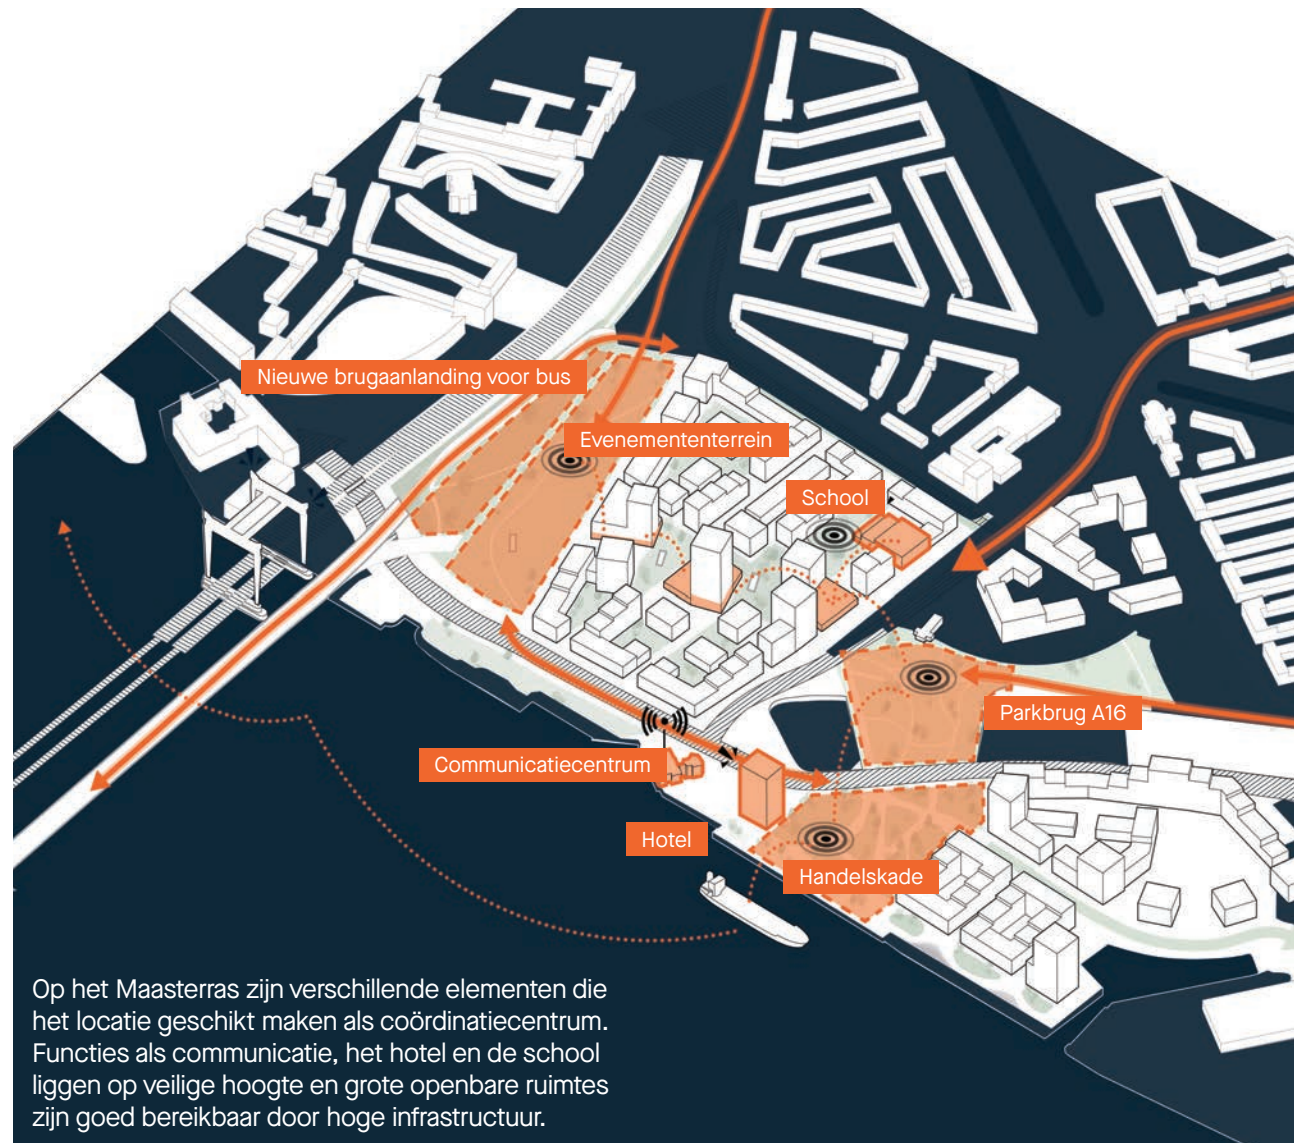 Nieuwe brugaanlanding voor bus
Evenemententerrein
School
Parkbrug A16
Communicatiecentrum
Hotel
Handelskade
Op het Maasterras zijn verschillende elementen die
het locatie geschikt maken als coördinatiecentrum.
Functies als communicatie, het hotel en de school
liggen op veilige hoogte en grote openbare ruimtes
zijn goed bereikbaar door hoge infrastructuur.